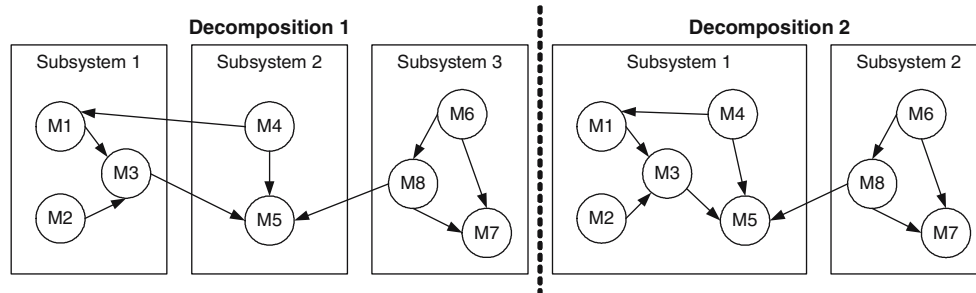 Decomposition 1
Subsystem 1
Subsystem 2
Subsystem 3
M1
M4
M6
M3
M8
M2
M5
M7
Decomposition 2
Subsystem 1
Subsystem 2
M1
M4
M6
M3
M8
M2
M5
M7